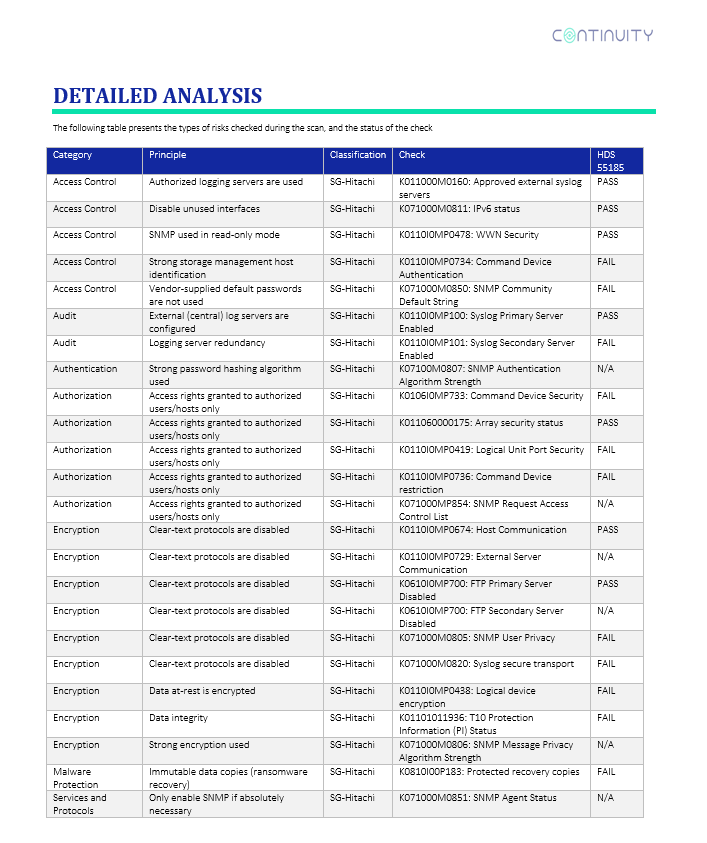 CONTINUITY
DETAILED ANALYSIS
The following table presents the types of risks checked during the scan, and the status of the check
Category Principle Classification Check HDS 55185
Access Control Authorized logging servers are used SG-Hitachi K011000M0160: Approved external syslog servers PASS
Access Control Disable unused interfaces SG-Hitachi K071000M0811: IPv6 status PASS
Access Control SNMP used in read-only mode SG-Hitachi K0110I0MP0478: WWN Security PASS
Access Control Strong storage management host identification SG-Hitachi K0110I0MP0734: Command Device Authentication FAIL
Access Control Vendor-supplied default passwords are not used SG-Hitachi K071000M0850: SNMP Community Default String FAIL
Audit External (central) log servers are configured SG-Hitachi K0110I0MP100: Syslog Primary Server Enabled PASS
Audit Logging server redundancy SG-Hitachi K0110I0MP101: Syslog Secondary Server Enabled FAIL
Authentication Strong password hashing algorithm used SG-Hitachi K07100M0807: SNMP Authentication Algorithm Strength N/A
Authorization Access rights granted to authorized users/hosts only SG-Hitachi K0106I0MP733: Command Device Security FAIL
Authorization Access rights granted to authorized users/hosts only SG-Hitachi K011060000175: Array security status PASS
Authorization Access rights granted to authorized users/hosts only SG-Hitachi K0110I0MP0419: Logical Unit Port Security FAIL
Authorization Access rights granted to authorized users/hosts only SG-Hitachi K0110I0MP0736: Command Device restriction FAIL
Authorization Access rights granted to authorized users/hosts only SG-Hitachi K071000MP854: SNMP Request Access Control List N/A
Encryption Clear-text protocols are disabled SG-Hitachi K0110I0MP0674: Host Communication PASS
Encryption Clear-text protocols are disabled SG-Hitachi K0110I0MP0729: External Server Communication N/A
Encryption Clear-text protocols are disabled SG-Hitachi K0610I0MP700: FTP Primary Server Disabled PASS
Encryption Clear-text protocols are disabled SG-Hitachi K0610I0MP700: FTP Secondary Server Disabled N/A
Encryption Clear-text protocols are disabled SG-Hitachi K071000M0805: SNMP User Privacy FAIL
Encryption Clear-text protocols are disabled SG-Hitachi K071000M0820: Syslog secure transport FAIL
Encryption Data at-rest is encrypted SG-Hitachi K0110I0MP0438: Logical device encryption FAIL
Encryption Data integrity SG-Hitachi K01101011936: T10 Protection Information (PI) Status FAIL
Encryption Strong encryption used SG-Hitachi K071000M0806: SNMP Message Privacy Algorithm Strength N/A
Malware Protection Immutable data copies (ransomware recovery) SG-Hitachi K0810I00P183: Protected recovery copies FAIL
Services and Protocols Only enable SNMP if absolutely necessary SG-Hitachi K071000M0851: SNMP Agent Status N/A